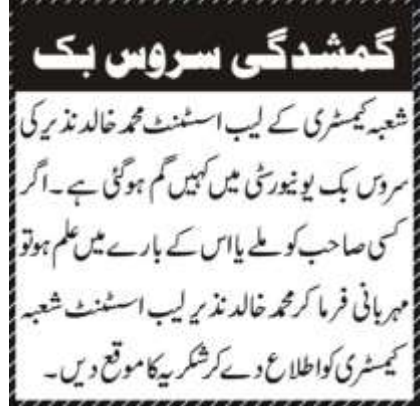 گمشدگی سروس بک
شعبہ کیمسٹری کے لیب اسسٹنٹ محمد خالد نذیر کی
سروس بک یونیورسٹی میں کہیں گم ہوگئی ہے۔ اگر
کسی صاحب کو ملے یا اس کے بارے میں علم ہو تو
مہربانی فرما کر محمد خالد نذیر لیب اسسٹنٹ شعبہ
کیمسٹری کو اطلاع دے کر شکریہ کا موقع دیں۔